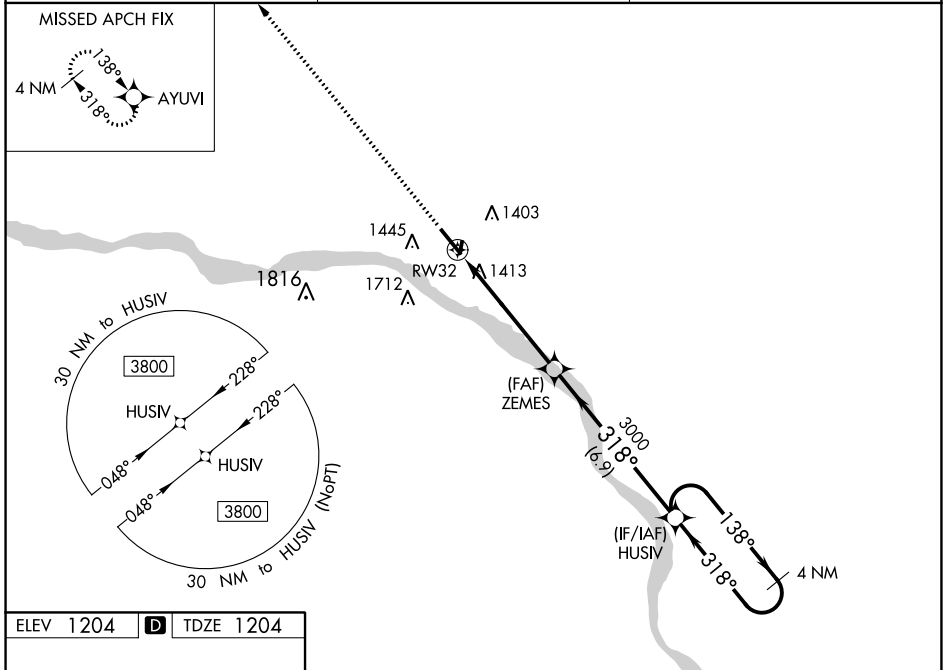 MISSED APCH FIX
138°
4 NM
318°
AYUVI
1403
1445
RW32
1413
1816
1712
30 NM to HUSIV
3800
228°
HUSIV
048°
228°
HUSIV
048°
3800
30 NM to HUSIV (NoPT)
(FAF)
ZEMES
3000
318°
(6.9)
(IF/IAF)
HUSIV
138°
318°
4 NM
ELEV 1204 D TDZE 1204